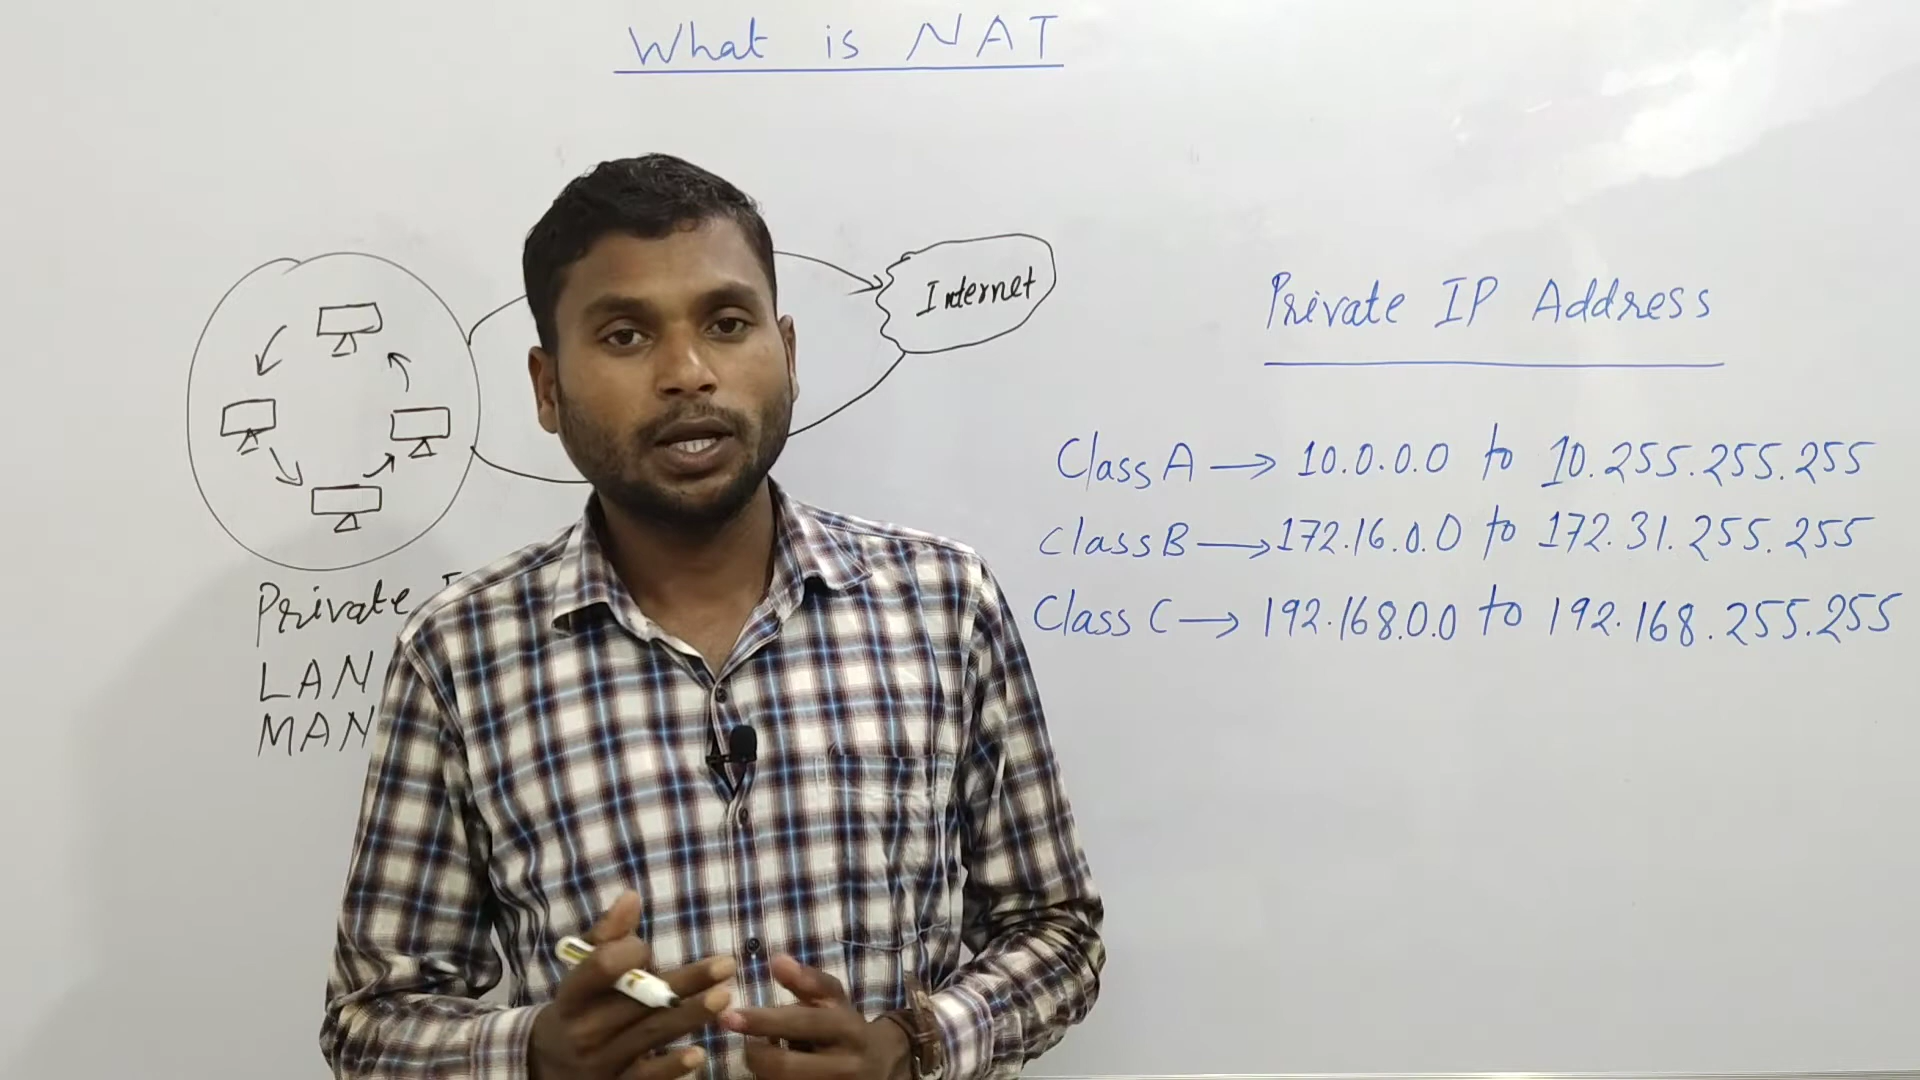 What is NAT
Internet
Private
LAN
MAN
Private IP Address
Class A → 10.0.0.0 to 10.255.255.255
Class B → 172.16.0.0 to 172.31.255.255
Class C → 192.168.0.0 to 192.168.255.255